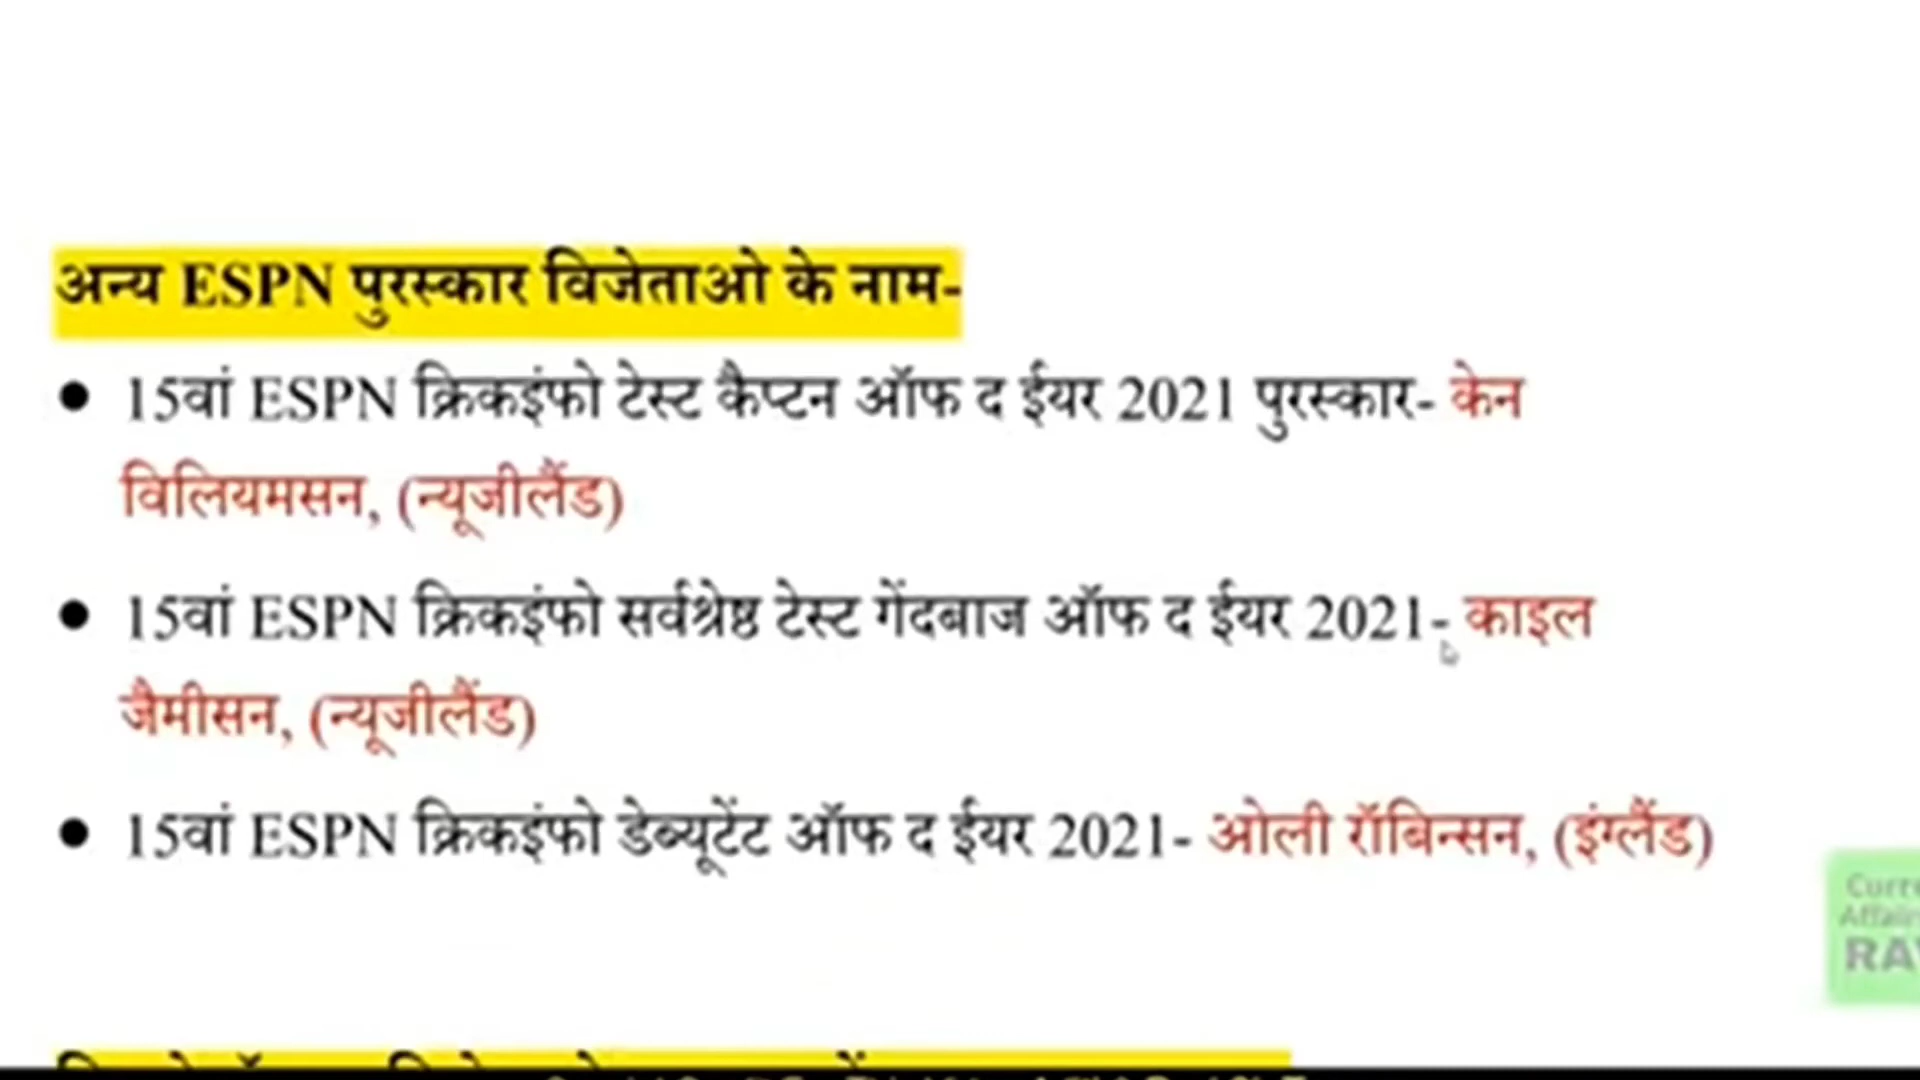 अन्य ESPN पुरस्कार विजेताओ के नाम-
● 15वां ESPN क्रिकइंफो टेस्ट कैप्टन ऑफ द ईयर 2021 पुरस्कार- केन
विलियमसन, (न्यूजीलैंड)
● 15वां ESPN क्रिकइंफो सर्वश्रेष्ठ टेस्ट गेंदबाज ऑफ द ईयर 2021- काइल
जैमीसन, (न्यूजीलैंड)
● 15वां ESPN क्रिकइंफो डेब्यूटेंट ऑफ द ईयर 2021- ओली रॉबिन्सन, (इंग्लैंड)